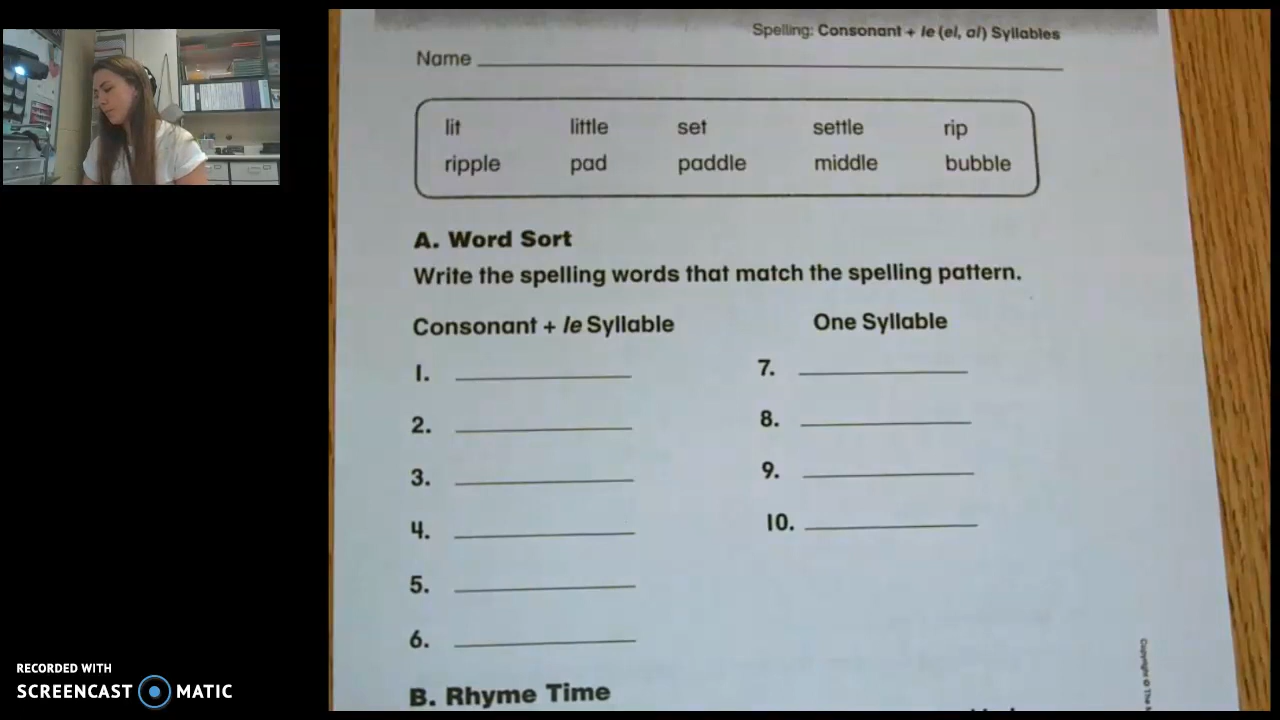 Spelling: Consonant + le (el, al) Syllables
Name
lit little set settle rip
ripple pad paddle middle bubble
A. Word Sort
Write the spelling words that match the spelling pattern.
Consonant + le Syllable One Syllable
1. 7.
2. 8.
3. 9.
4. 10.
5.
6.
B. Rhyme Time
RECORDED WITH
SCREENCAST MATIC